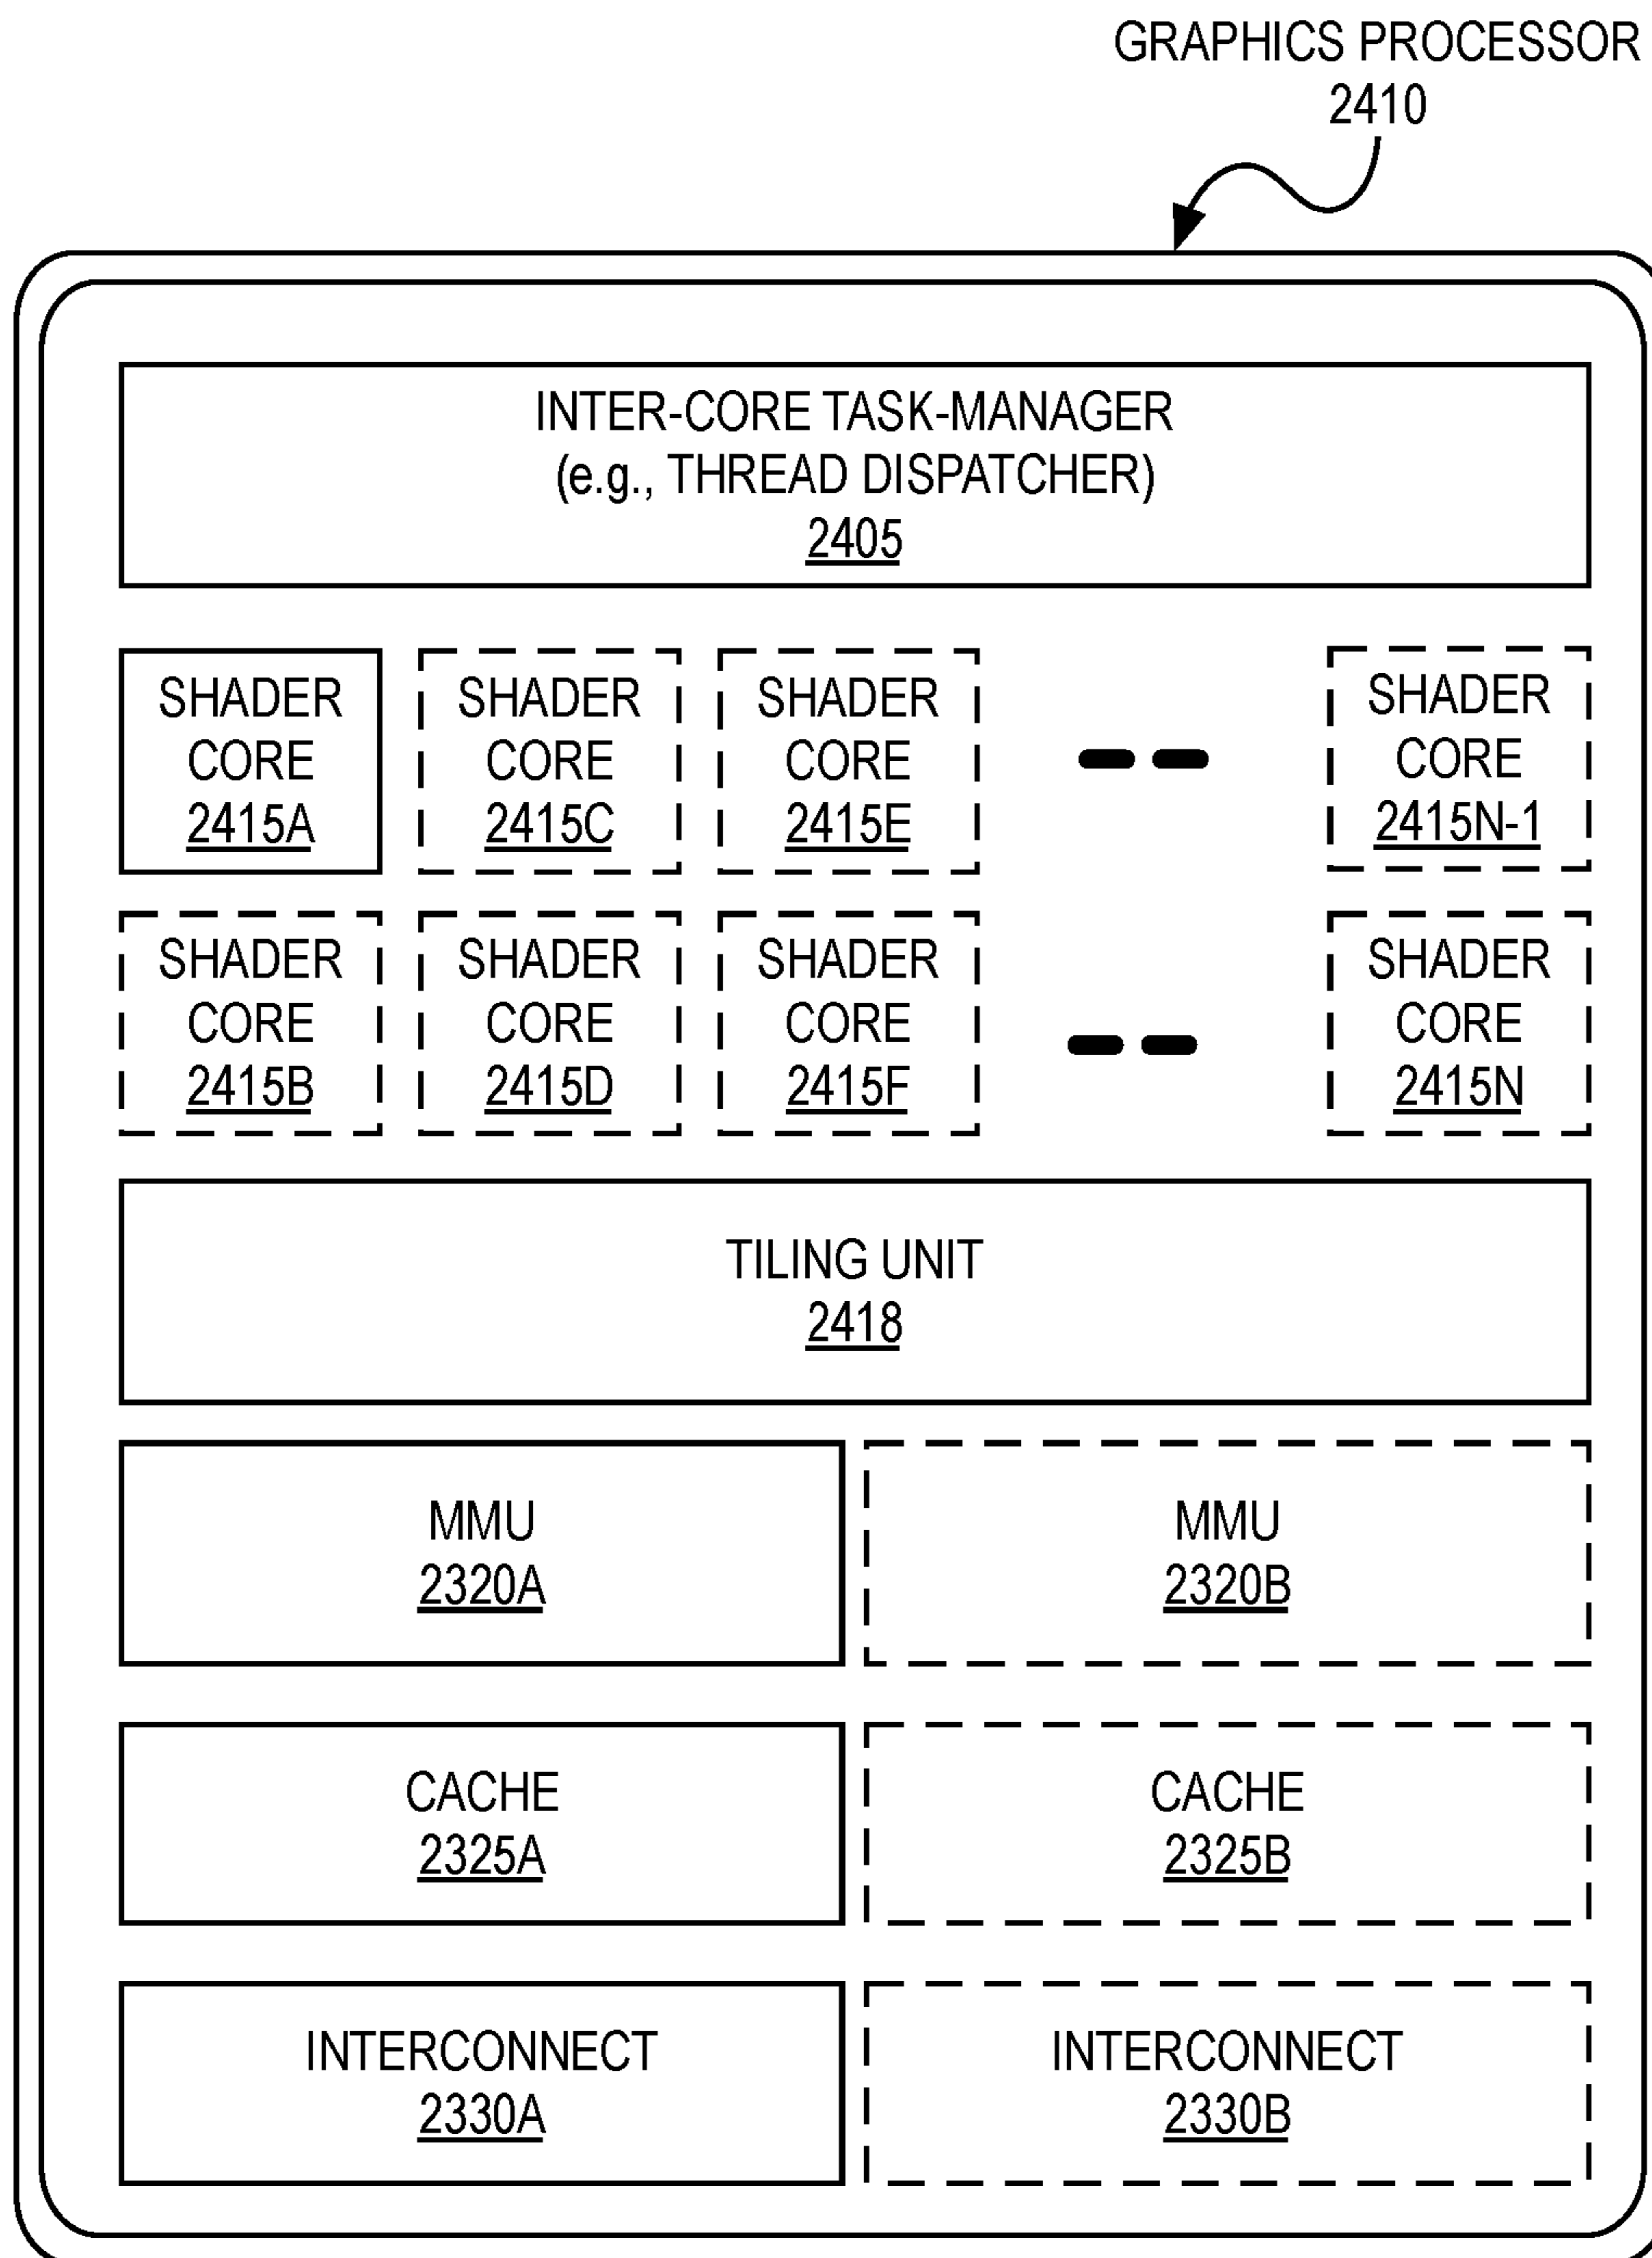 GRAPHICS PROCESSOR
2410
INTER-CORE TASK-MANAGER
(e.g., THREAD DISPATCHER)
2405
SHADER
CORE
2415A
SHADER
CORE
2415C
SHADER
CORE
2415E
SHADER
CORE
2415N-1
SHADER
CORE
2415B
SHADER
CORE
2415D
SHADER
CORE
2415F
SHADER
CORE
2415N
TILING UNIT
2418
MMU
2320A
MMU
2320B
CACHE
2325A
CACHE
2325B
INTERCONNECT
2330A
INTERCONNECT
2330B